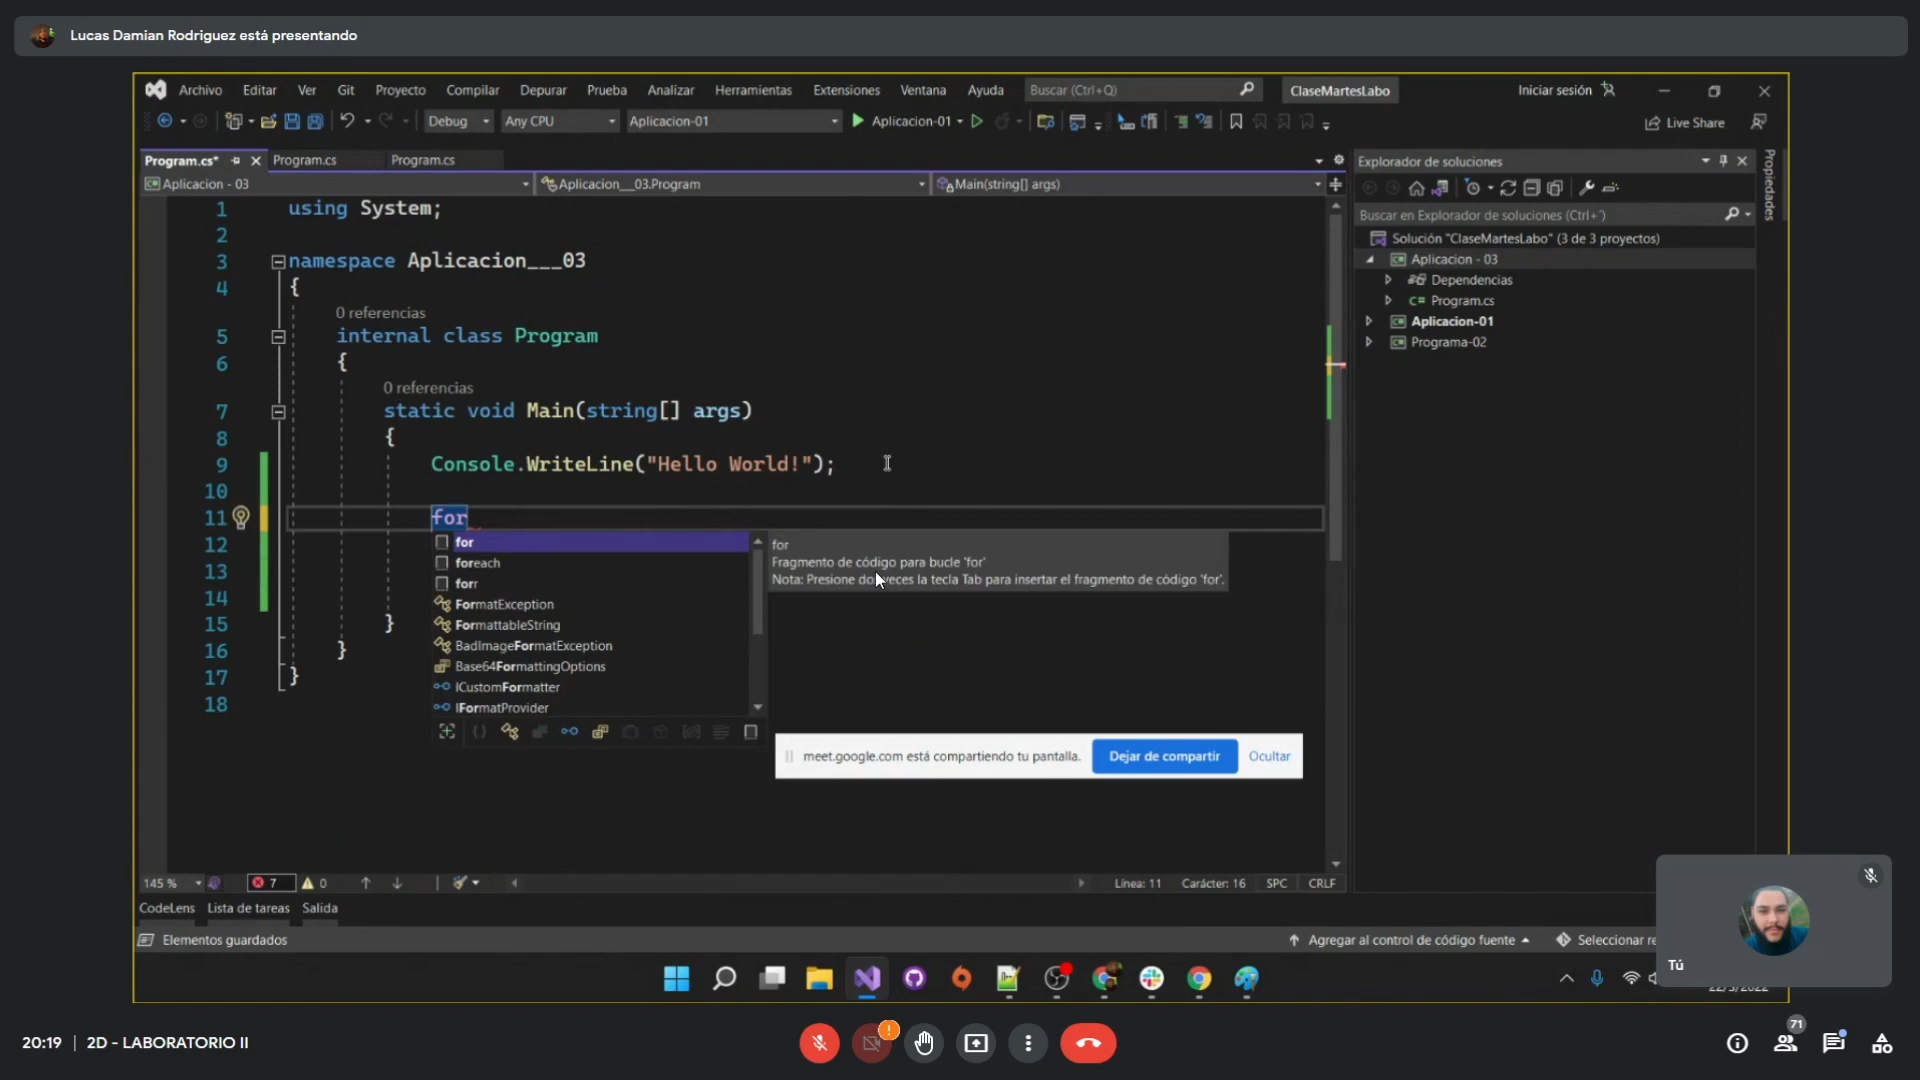 Lucas Damian Rodriguez está presentando
Archivo Editar Ver Git Proyecto Compilar Depurar Prueba Analizar Herramientas Extensiones Ventana Ayuda Buscar (Ctrl+Q) ClaseMartesLabo Iniciar sesión
Debug Any CPU Aplicacion-01 Aplicacion-01 Live Share
Program.cs* Program.cs Program.cs
Aplicacion - 03 Aplicacion__03.Program Main(string[] args)
1 using System;
2
3 namespace Aplicacion___03
4 {
0 referencias
5 internal class Program
6 {
0 referencias
7 static void Main(string[] args)
8 {
9 Console.WriteLine("Hello World!");
10
11 for
12
13
14
15 }
16 }
17 }
18
for
foreach
forr
FormatException
FormattableString
BadImageFormatException
Base64FormattingOptions
ICustomFormatter
IFormatProvider
for
Fragmento de código para bucle 'for'
Nota: Presione dos veces la tecla Tab para insertar el fragmento de código 'for'.
meet.google.com está compartiendo tu pantalla. Dejar de compartir Ocultar
Explorador de soluciones
Buscar en Explorador de soluciones (Ctrl+´)
Solución "ClaseMartesLabo" (3 de 3 proyectos)
Aplicacion - 03
Dependencias
C# Program.cs
Aplicacion-01
Programa-02
Propiedades
145 % 7 0 Línea: 11 Carácter: 16 SPC CRLF
CodeLens Lista de tareas Salida
Elementos guardados Agregar al control de código fuente Seleccionar re
Tú
20:19 | 2D - LABORATORIO II
71